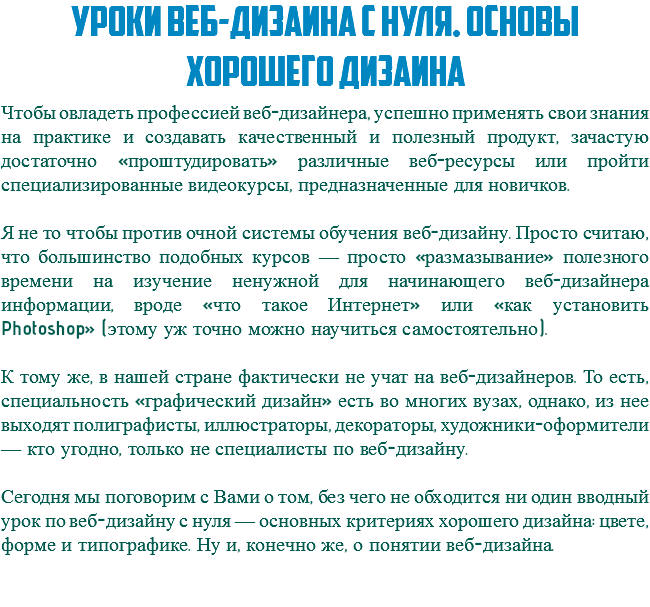 УРОКИ ВЕБ-ДИЗАИНА С НУЛЯ. ОСНОВЫ
ХОРОШЕГО ДИЗАИНА
Чтобы овладеть профессией веб-дизайнера, успешно применять свои знания
на практике и создавать качественный и полезный продукт, зачастую
достаточно «проштудировать» различные веб-ресурсы или пройти
специализированные видеокурсы, предназначенные для новичков.
Я не то чтобы против очной системы обучения веб-дизайну. Просто считаю,
что большинство подобных курсов — просто «размазывание» полезного
времени на изучение ненужной для начинающего веб-дизайнера
информации, вроде «что такое Интернет» или «как установить
Photoshop» (этому уж точно можно научиться самостоятельно).
К тому же, в нашей стране фактически не учат на веб-дизайнеров. То есть,
специальность «графический дизайн» есть во многих вузах, однако, из нее
выходят полиграфисты, иллюстраторы, декораторы, художники-оформители
— кто угодно, только не специалисты по веб-дизайну.
Сегодня мы поговорим с Вами о том, без чего не обходится ни один вводный
урок по веб-дизайну с нуля — основных критериях хорошего дизайна: цвете,
форме и типографике. Ну и, конечно же, о понятии веб-дизайна.